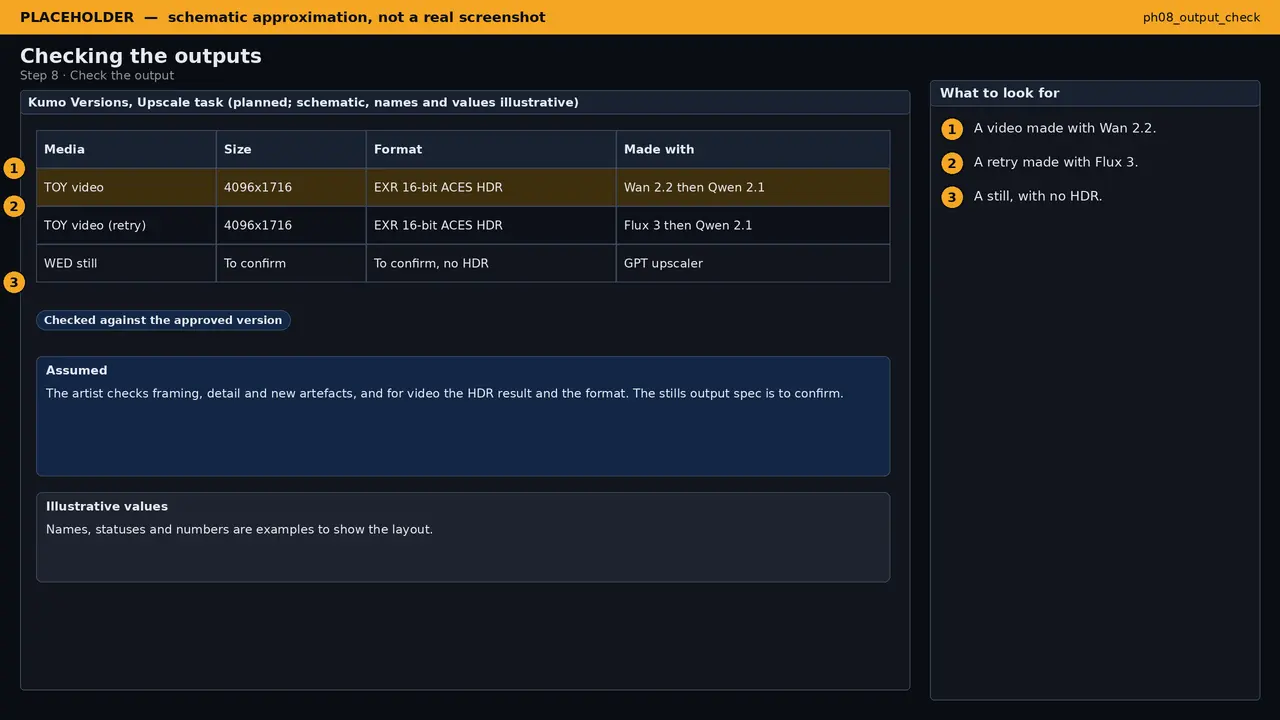 PLACEHOLDER — schematic approximation, not a real screenshot
ph08_output_check
Checking the outputs
Step 8 · Check the output
Kumo Versions, Upscale task (planned; schematic, names and values illustrative)
Media Size Format Made with
1
TOY video 4096x1716 EXR 16-bit ACES HDR Wan 2.2 then Qwen 2.1
2
TOY video (retry) 4096x1716 EXR 16-bit ACES HDR Flux 3 then Qwen 2.1
WED still To confirm To confirm, no HDR GPT upscaler
3
Checked against the approved version
Assumed
The artist checks framing, detail and new artefacts, and for video the HDR result and the format. The stills output spec is to confirm.
Illustrative values
Names, statuses and numbers are examples to show the layout.
What to look for
1 A video made with Wan 2.2.
2 A retry made with Flux 3.
3 A still, with no HDR.